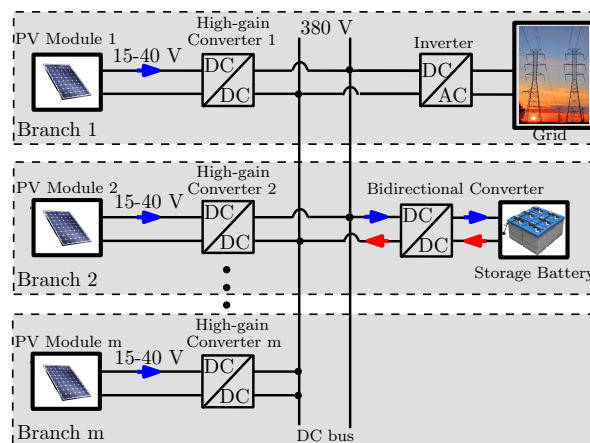 High-gain
Converter 1
380 V
PV Module 1
15-40 V
Inverter
DC
DC
DC
AC
Branch 1
Grid
High-gain
Converter 2
PV Module 2
15-40 V
Bidirectional Converter
DC
DC
DC
DC
Branch 2
Storage Battery
High-gain
Converter m
PV Module m
15-40 V
DC
DC
Branch m
DC bus